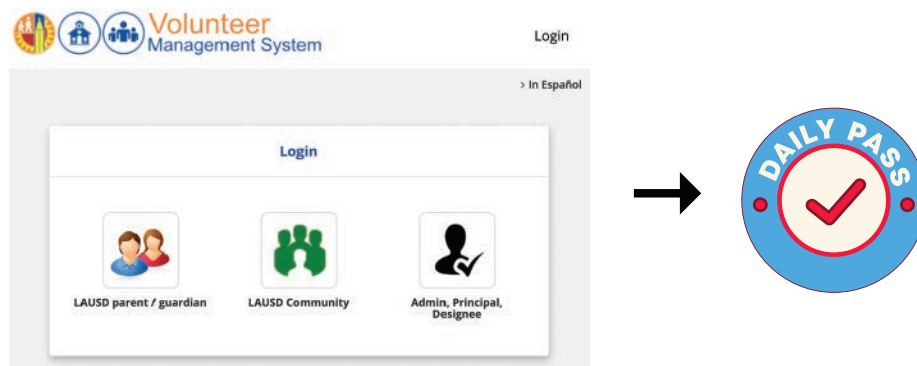 Volunteer
Management System
Login
> In Español
Login
LAUSD parent / guardian
LAUSD Community
Admin, Principal,
Designee
DAILY PASS